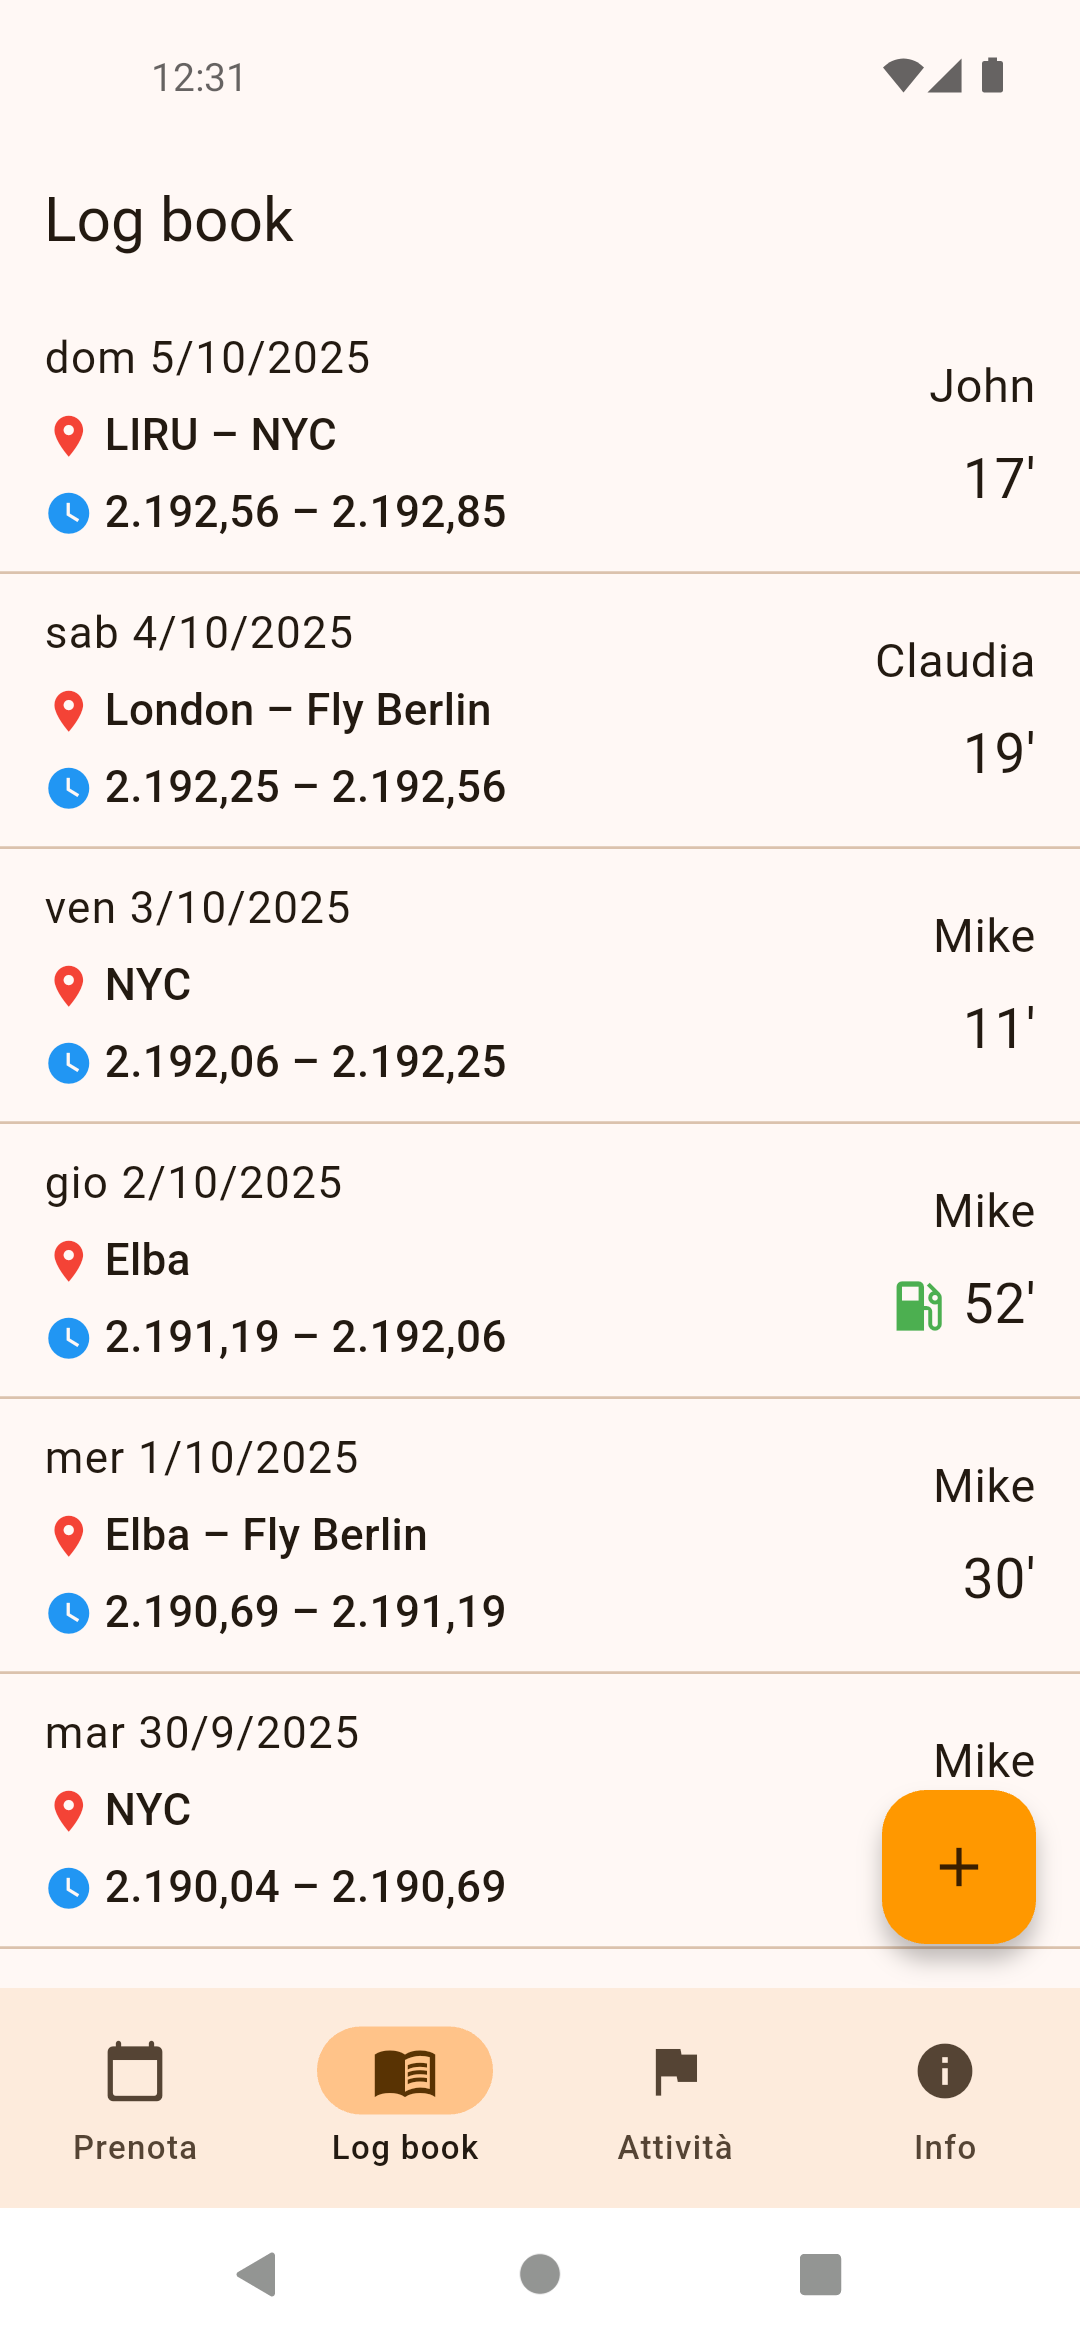 12:31
Log book
dom 5/10/2025
John
LIRU – NYC
17'
2.192,56 – 2.192,85
sab 4/10/2025
Claudia
London – Fly Berlin
19'
2.192,25 – 2.192,56
ven 3/10/2025
Mike
NYC
11'
2.192,06 – 2.192,25
gio 2/10/2025
Mike
Elba
52'
2.191,19 – 2.192,06
mer 1/10/2025
Mike
Elba – Fly Berlin
30'
2.190,69 – 2.191,19
mar 30/9/2025
Mike
NYC
2.190,04 – 2.190,69
Prenota
Log book
Attività
Info